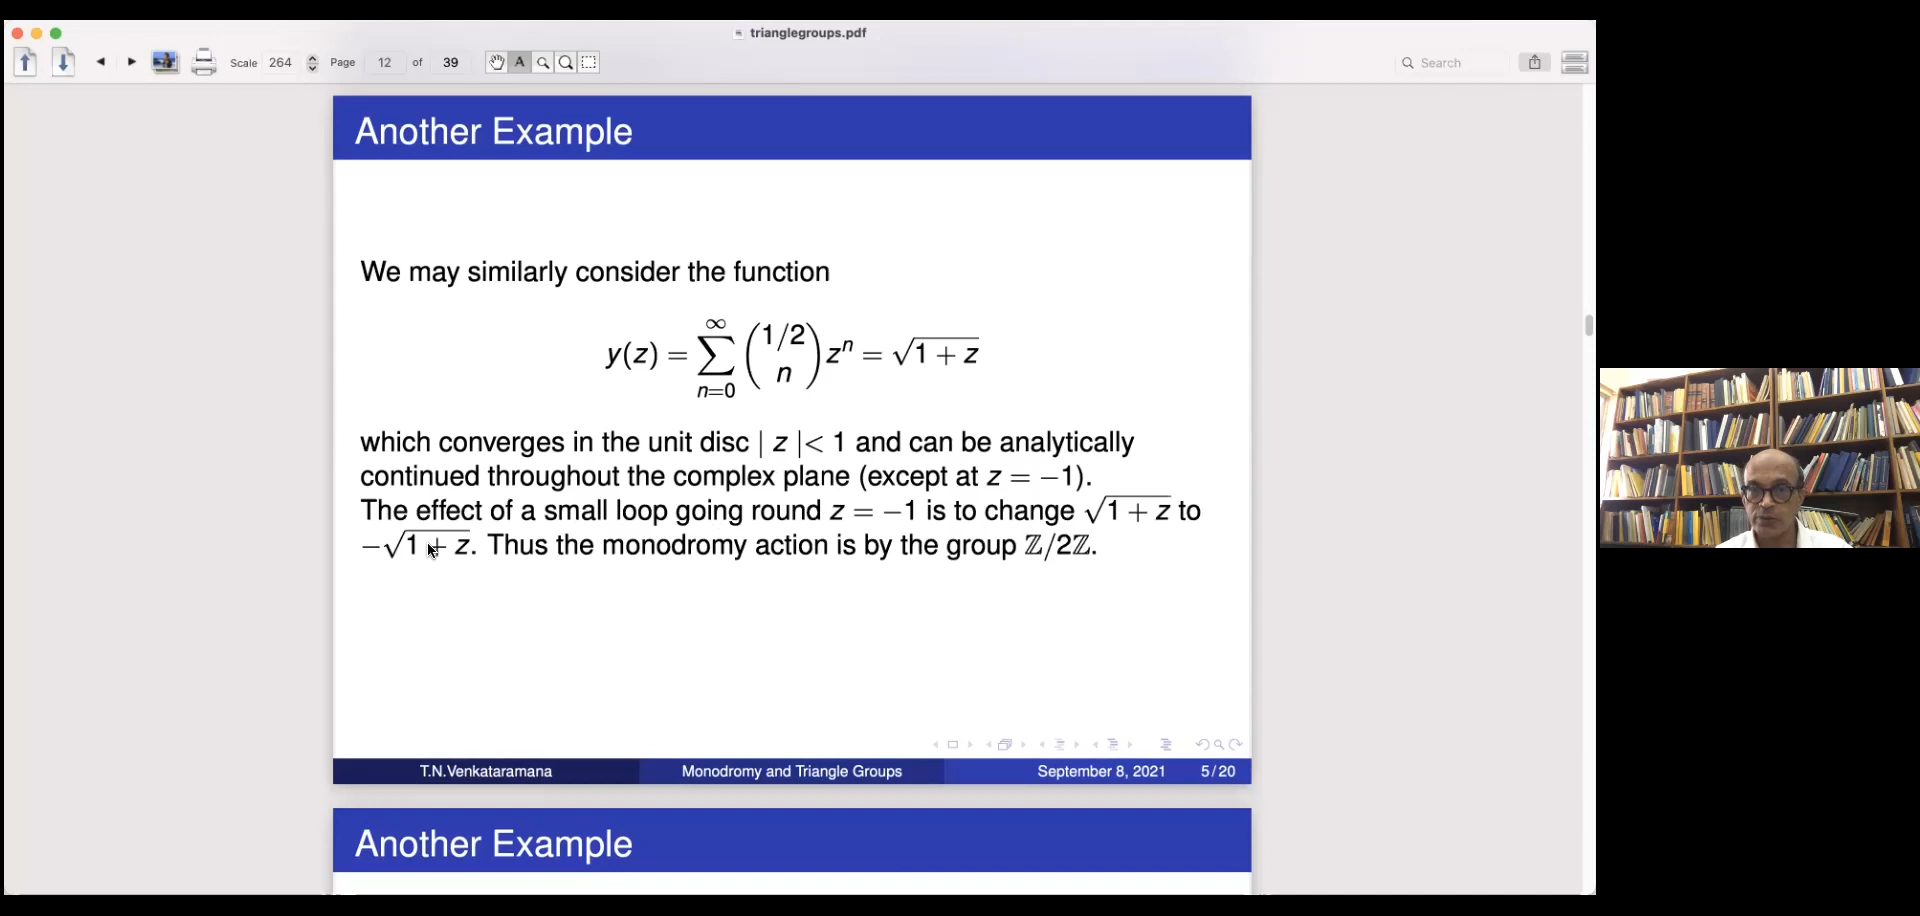 trianglegroups.pdf
Scale 264 Page 12 of 39 A Search
Another Example
We may similarly consider the function
y(z) = ∑_{n=0}^{∞} \binom{1/2}{n} z^n = √(1 + z)
which converges in the unit disc | z |< 1 and can be analytically
continued throughout the complex plane (except at z = −1).
The effect of a small loop going round z = −1 is to change √(1 + z) to
−√(1 + z). Thus the monodromy action is by the group ℤ/2ℤ.
T.N.Venkataramana Monodromy and Triangle Groups September 8, 2021 5/20
Another Example